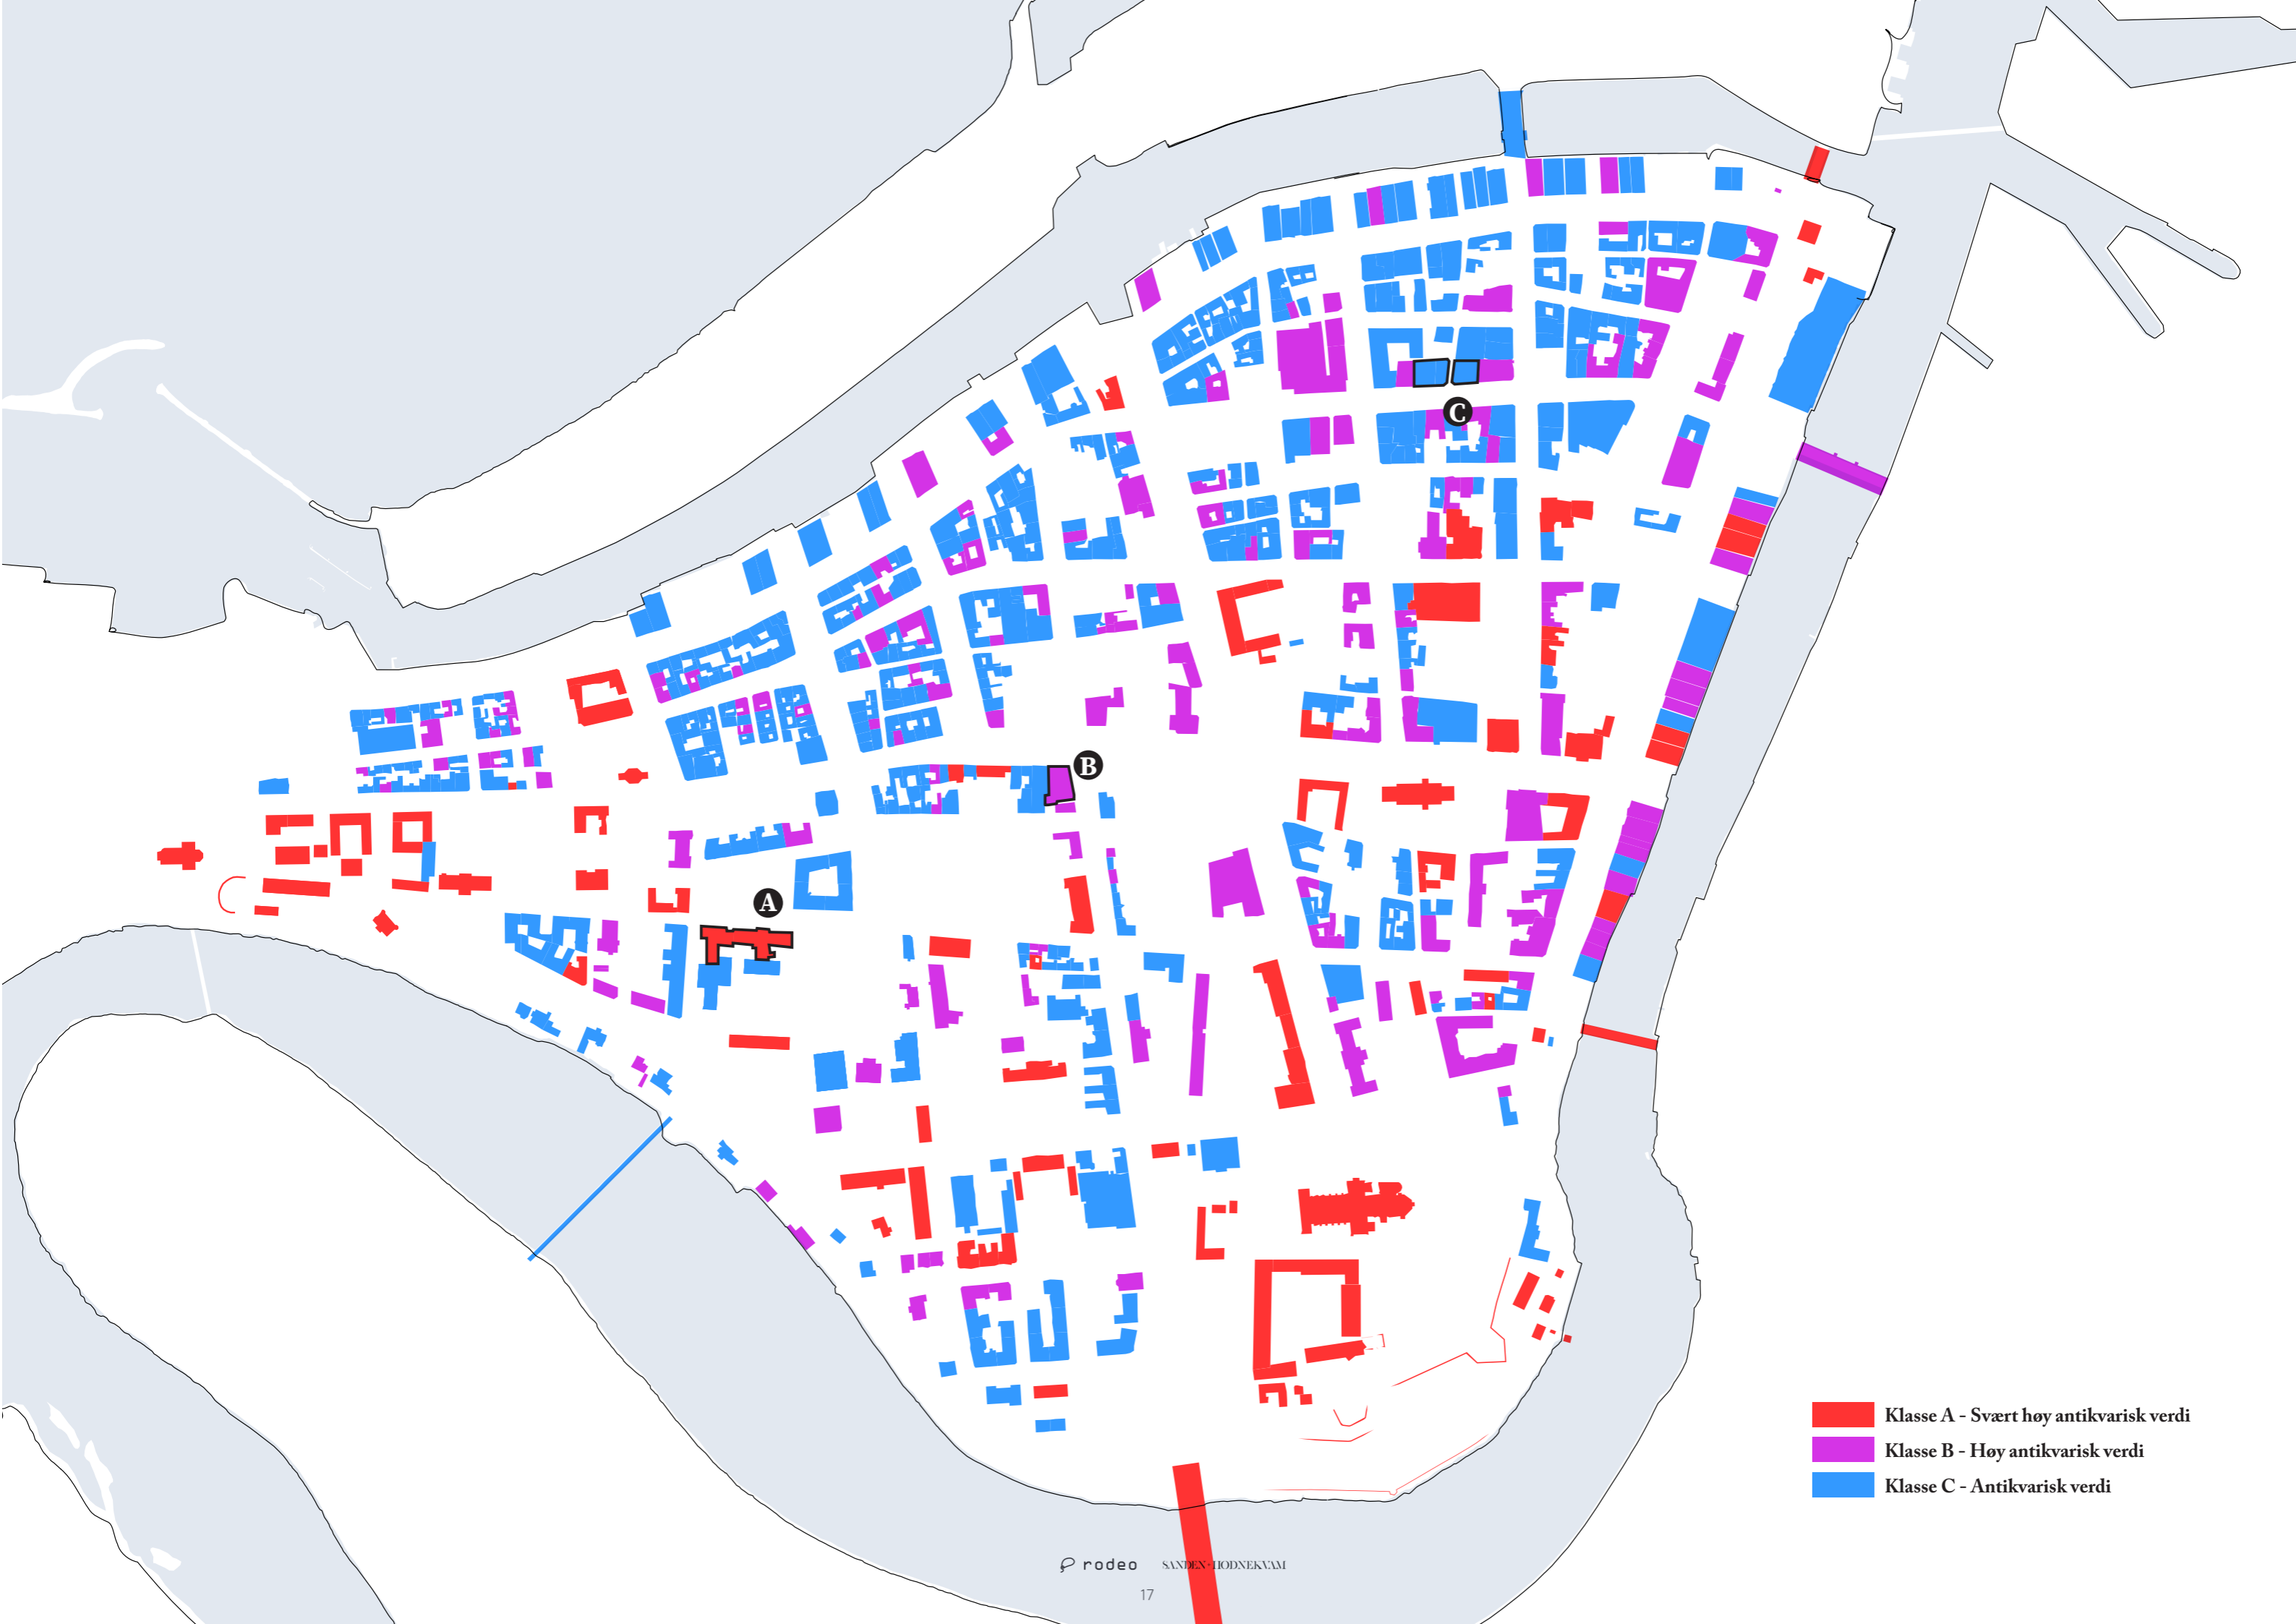 C
B
A
Klasse A - Svært høy antikvarisk verdi
Klasse B - Høy antikvarisk verdi
Klasse C - Antikvarisk verdi
rodeo SANDEN+HODNEKVAM
17